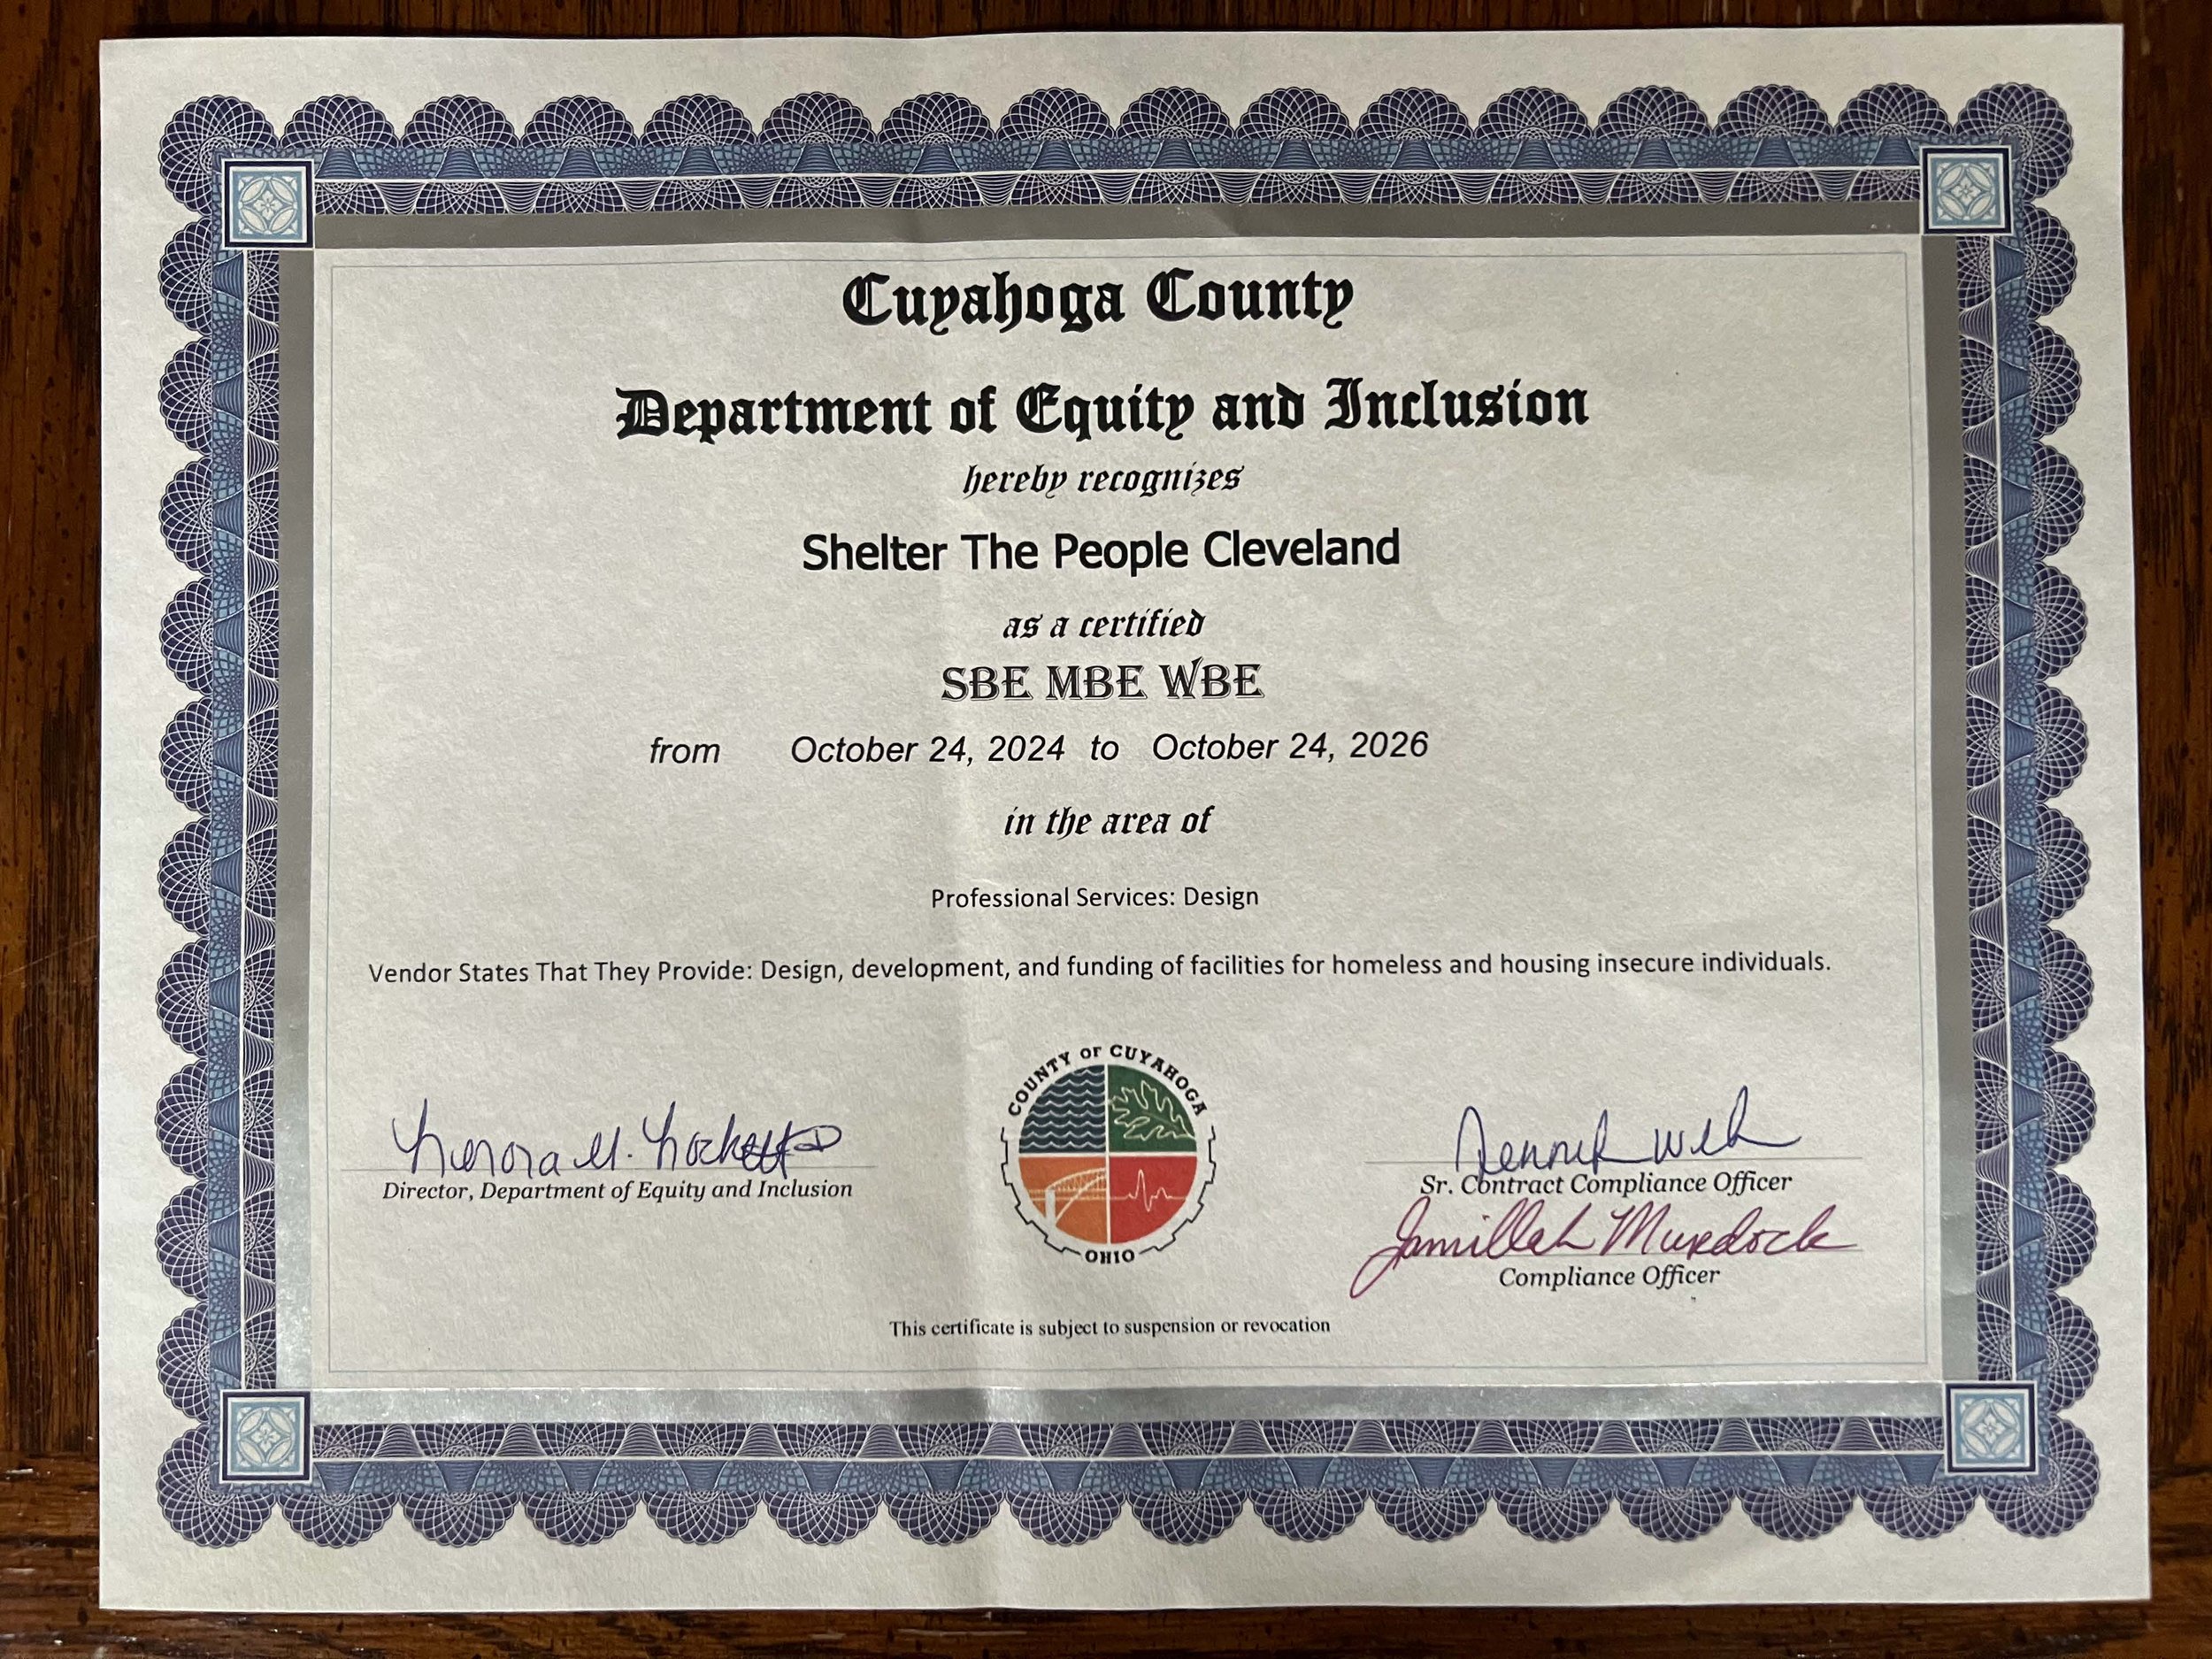 Cuyahoga County
Department of Equity and Inclusion
hereby recognizes
Shelter The People Cleveland
as a certified
SBE MBE WBE
from October 24, 2024 to October 24, 2026
in the area of
Professional Services: Design
Vendor States That They Provide: Design, development, and funding of facilities for homeless and housing insecure individuals.
COUNTY OF CUYAHOGA
OHIO
Director, Department of Equity and Inclusion
Sr. Contract Compliance Officer
Jamillah Murdock
Compliance Officer
This certificate is subject to suspension or revocation